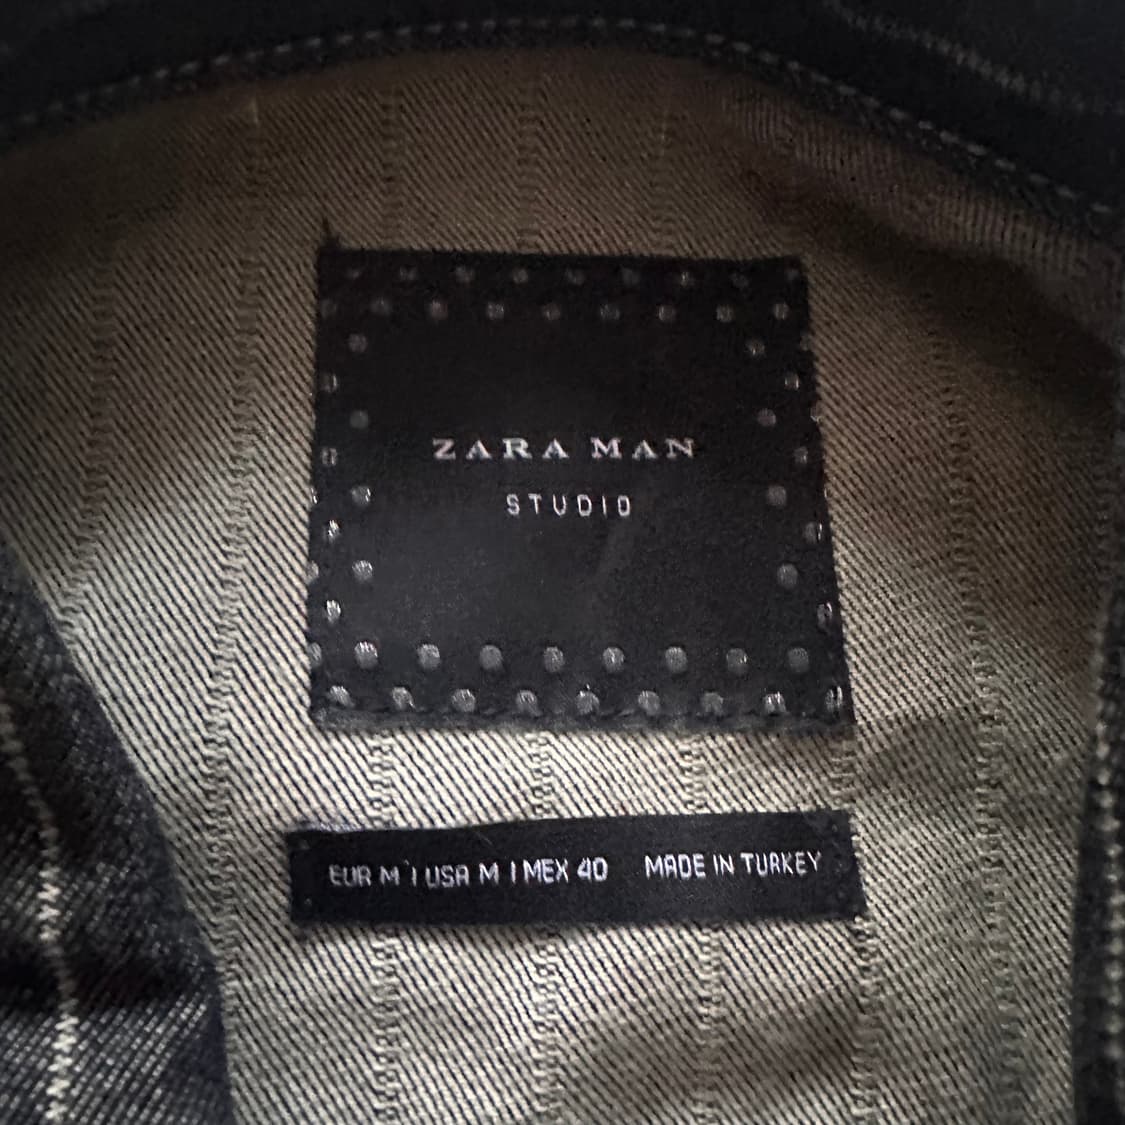 ZARA MAN
STUDIO
EUR M | USA M | MEX 40 MADE IN TURKEY